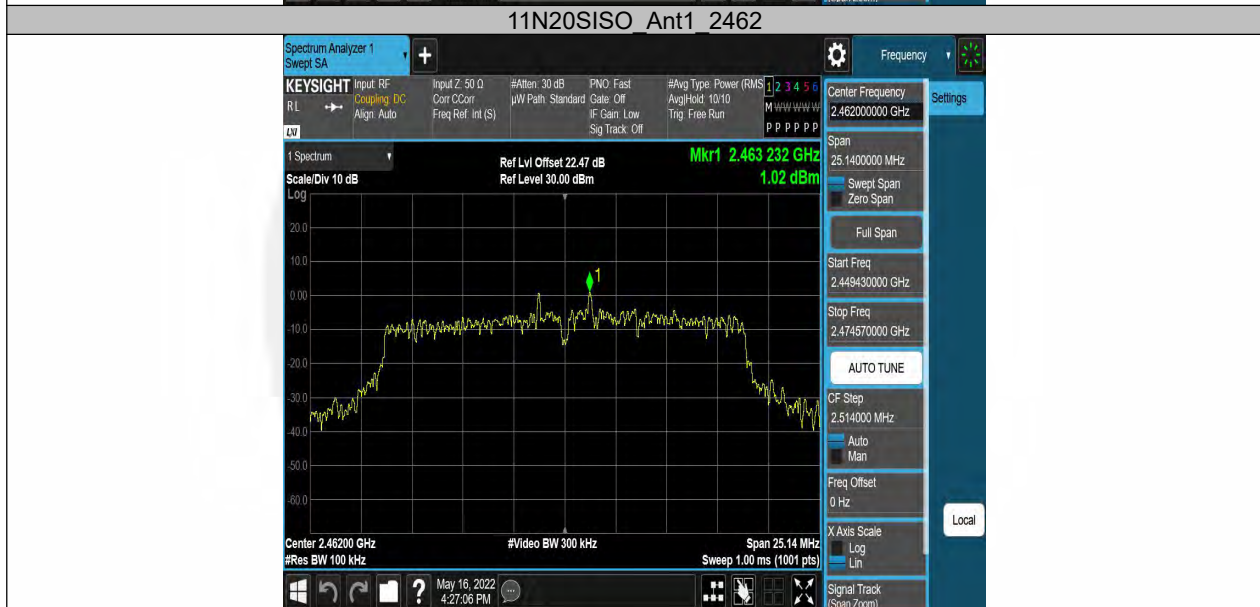 11N20SISO_Ant1_2462
Spectrum Analyzer 1
Swept SA
+
Frequency
KEYSIGHT
RL
LXI
Input: RF
Coupling: DC
Align: Auto
Input Z: 50 Ω
Corr CCorr
Freq Ref: Int (S)
#Atten: 30 dB
µW Path: Standard
PNO: Fast
Gate: Off
IF Gain: Low
Sig Track: Off
#Avg Type: Power (RMS
Avg|Hold: 10/10
Trig: Free Run
1 2 3 4 5 6
M W W W W W
P P P P P P
1 Spectrum
Scale/Div 10 dB
Log
Ref Lvl Offset 22.47 dB
Ref Level 30.00 dBm
Mkr1 2.463 232 GHz
1.02 dBm
20.0
10.0
1
0.00
-10.0
-20.0
-30.0
-40.0
-50.0
-60.0
Center 2.46200 GHz
#Video BW 300 kHz
Span 25.14 MHz
#Res BW 100 kHz
Sweep 1.00 ms (1001 pts)
May 16, 2022
4:27:06 PM
?
Center Frequency
2.462000000 GHz
Settings
Span
25.1400000 MHz
Swept Span
Zero Span
Full Span
Start Freq
2.449430000 GHz
Stop Freq
2.474570000 GHz
AUTO TUNE
CF Step
2.514000 MHz
Auto
Man
Freq Offset
0 Hz
Local
X Axis Scale
Log
Lin
Signal Track
(Span Zoom)